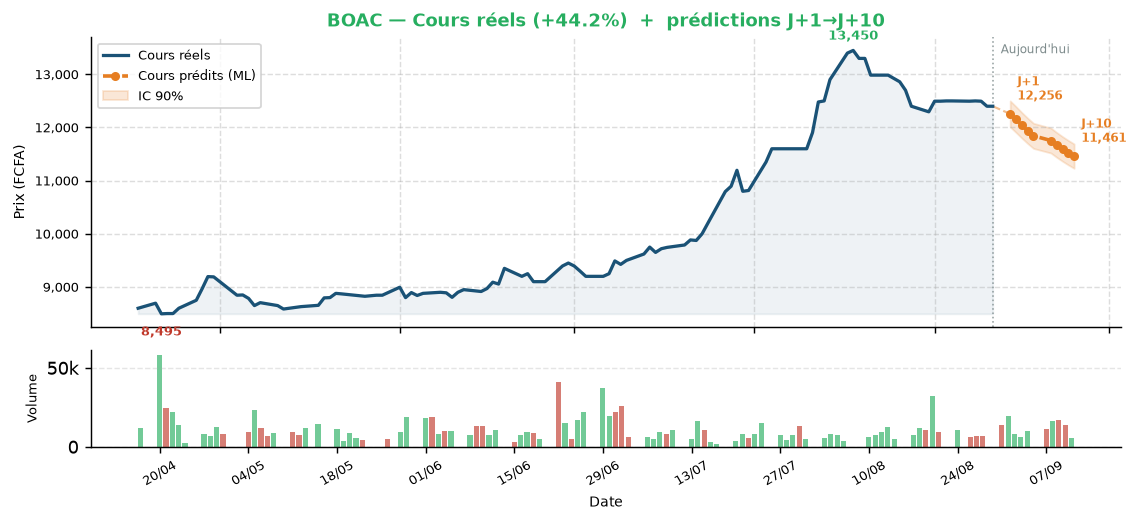 BOAC — Cours réels (+44.2%)  +  prédictions J+1→J+10
13,450
Cours réels
Cours prédits (ML)
IC 90%
Aujourd'hui
J+1
12,256
J+10
11,461
8,495
Prix (FCFA)
13,000
12,000
11,000
10,000
9,000
Volume
50k
0
20/04
04/05
18/05
01/06
15/06
29/06
13/07
27/07
10/08
24/08
07/09
Date